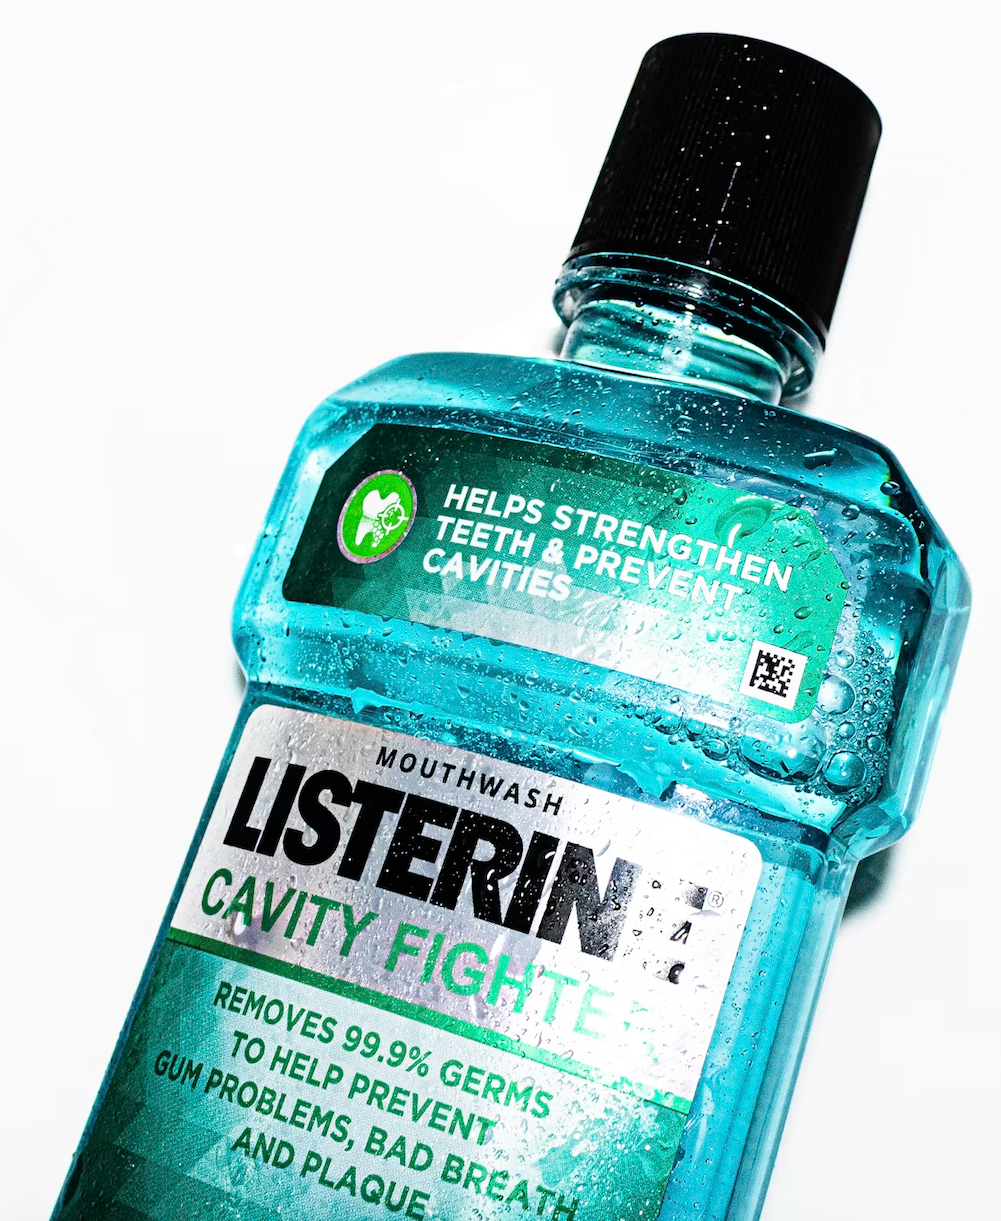 HELPS STRENGTHEN
TEETH & PREVENT
CAVITIES
MOUTHWASH
LISTERINE®
CAVITY FIGHTER
REMOVES 99.9% GERMS
TO HELP PREVENT
GUM PROBLEMS, BAD BREATH
AND PLAQUE